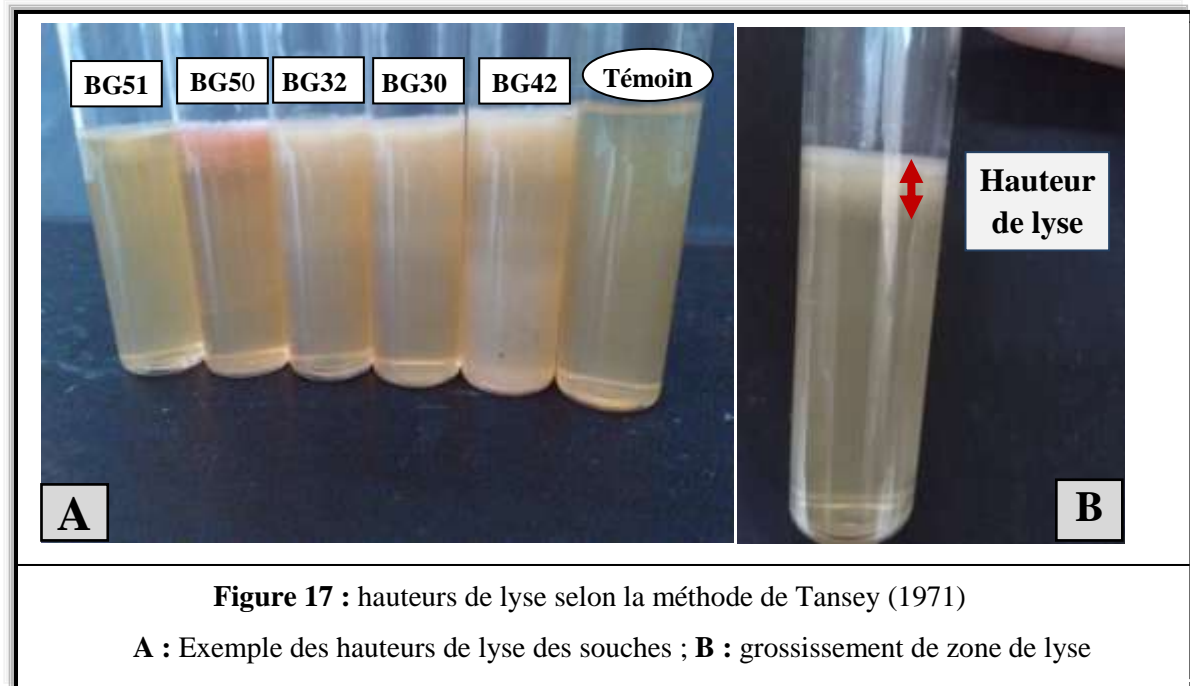 BG51 BG50 BG32 BG30 BG42 Témoin
Hauteur
de lyse
A B
Figure 17 : hauteurs de lyse selon la méthode de Tansey (1971)
A : Exemple des hauteurs de lyse des souches ; B : grossissement de zone de lyse